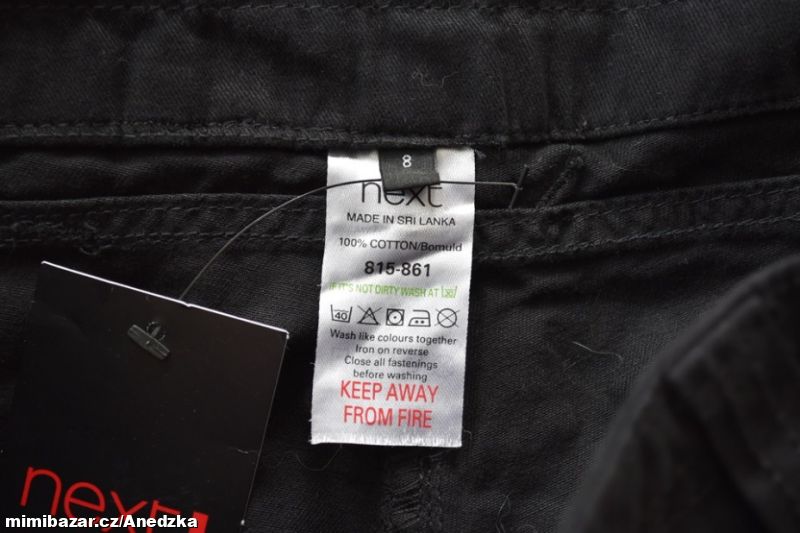 8
next
MADE IN SRI LANKA
100% COTTON/Bomuld
815-861
IF IT'S NOT DIRTY WASH AT 30
40
Wash like colours together
Iron on reverse
Close all fastenings
before washing
KEEP AWAY
FROM FIRE
next
mimibazar.cz/Anedzka